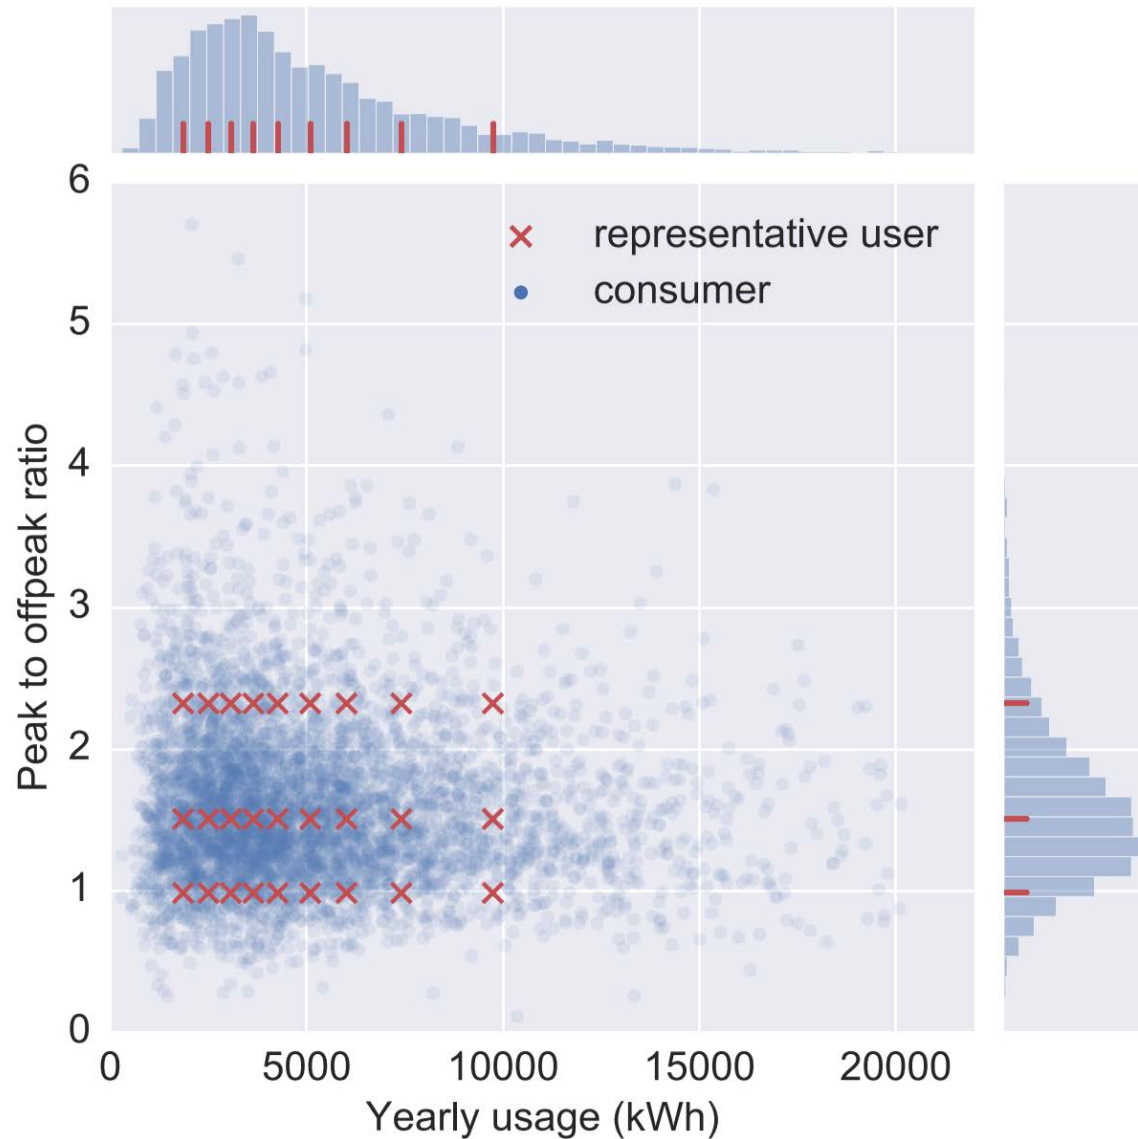 6
representative user
consumer
5
4
3
2
1
0
Peak to offpeak ratio
0 5000 10000 15000 20000
Yearly usage (kWh)